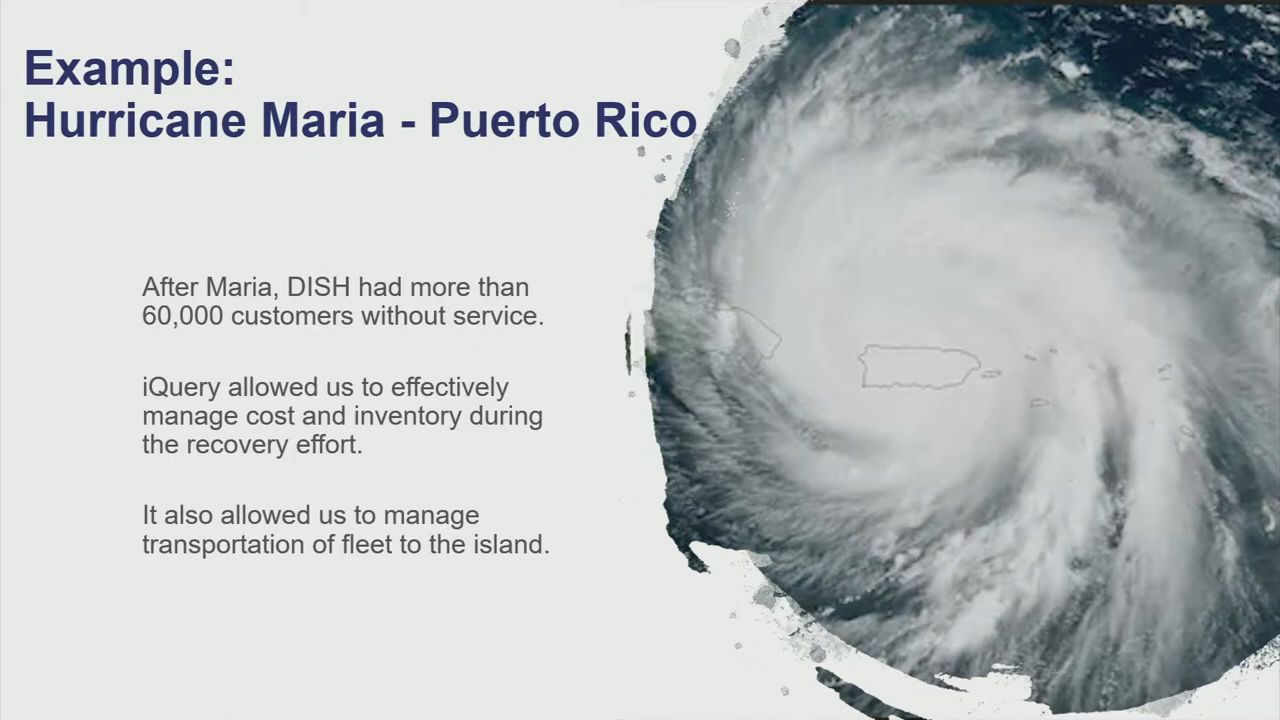 Example:
Hurricane Maria - Puerto Rico
After Maria, DISH had more than
60,000 customers without service.
iQuery allowed us to effectively
manage cost and inventory during
the recovery effort.
It also allowed us to manage
transportation of fleet to the island.